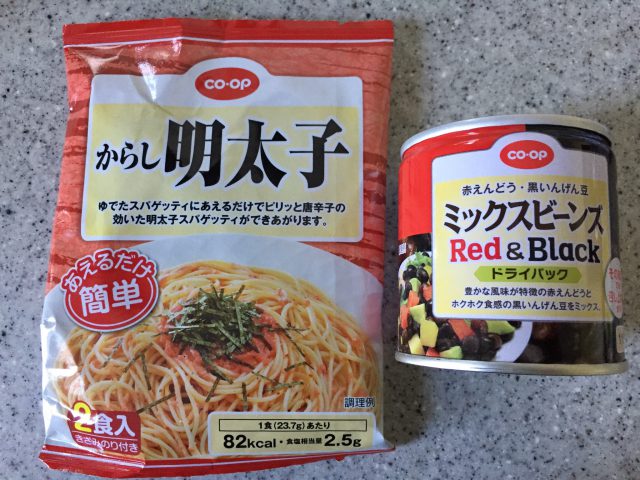 CO・OP
からし明太子
ゆでたスパゲッティにあえるだけでピリッと唐辛子の
効いた明太子スパゲッティができあがります。
あえるだけ
簡単
2食入
きざみのり付き
調理例
1食(23.7g)あたり
82kcal・食塩相当量2.5g
CO・OP
赤えんどう・黒いんげん豆
ミックスビーンズ
Red & Black
ドライパック
豊かな風味が特徴の赤えんどうと
ホクホク食感の黒いんげん豆をミックス。